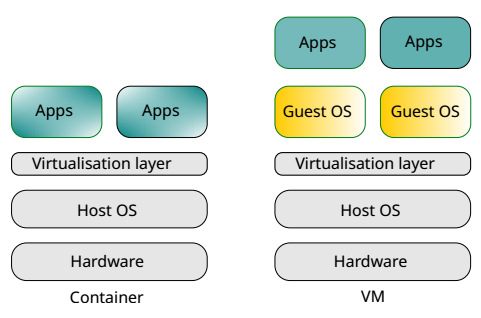 Apps
Apps
Virtualisation layer
Host OS
Hardware
Container
Apps
Apps
Guest OS
Guest OS
Virtualisation layer
Host OS
Hardware
VM